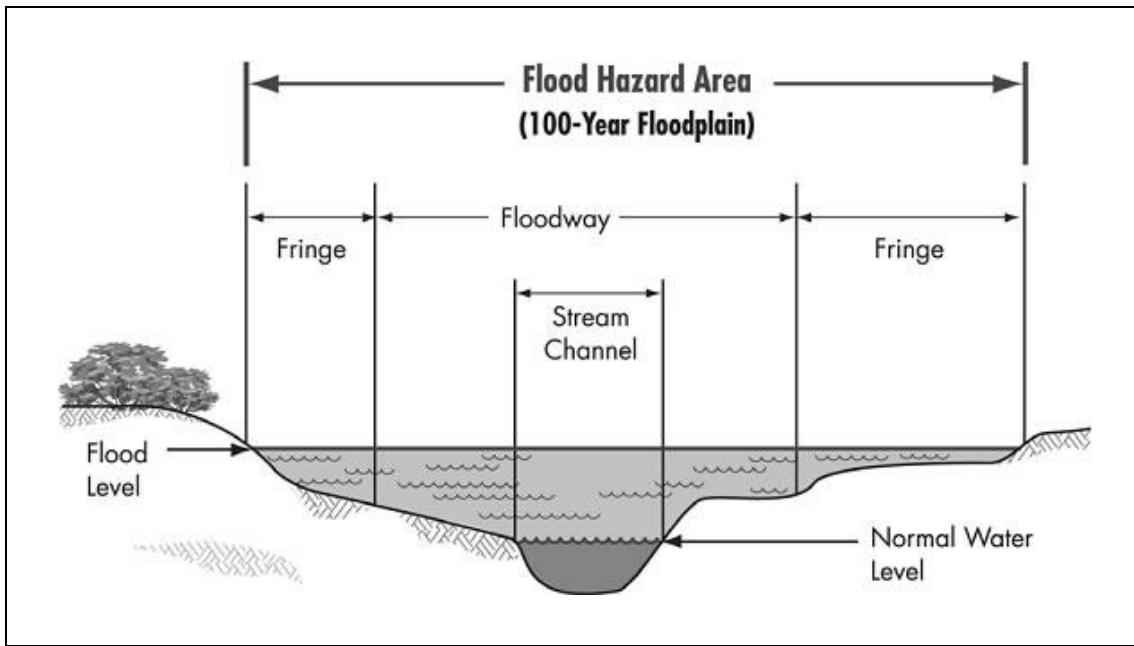 Flood Hazard Area
(100-Year Floodplain)
Floodway
Fringe
Fringe
Stream
Channel
Flood
Level
Normal Water
Level